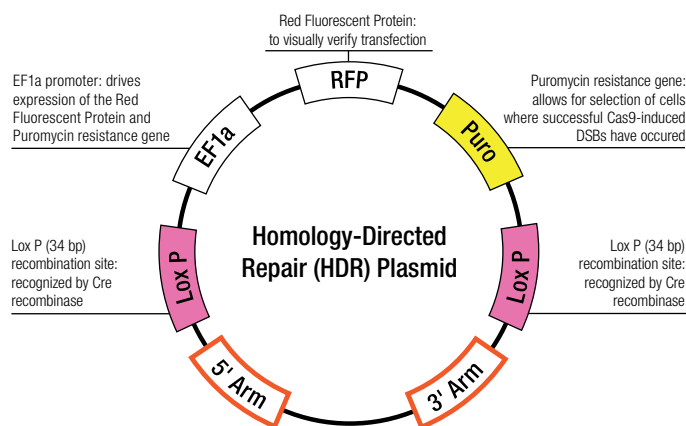 Red Fluorescent Protein:
to visually verify transfection
RFP
EF1a promoter: drives
expression of the Red
Fluorescent Protein and
Puromycin resistance gene
EF1a
Puro
Puromycin resistance gene:
allows for selection of cells
where successful Cas9-induced
DSBs have occured
Homology-Directed
Repair (HDR) Plasmid
Lox P (34 bp)
recombination site:
recognized by Cre
recombinase
Lox P
Lox P
Lox P (34 bp)
recombination site:
recognized by Cre
recombinase
5' Arm
3' Arm